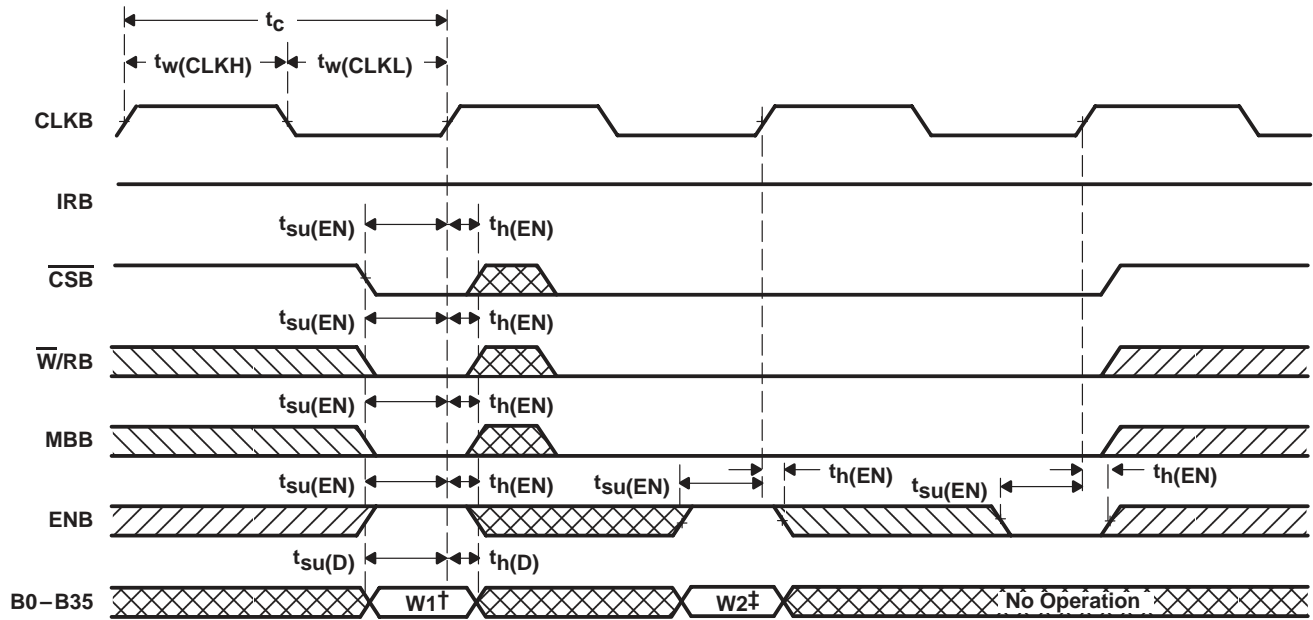 tc
tw(CLKH) tw(CLKL)
CLKB
IRB
tsu(EN) th(EN)
CSB
tsu(EN) th(EN)
W/RB
tsu(EN) th(EN)
MBB
tsu(EN) th(EN) tsu(EN) th(EN) tsu(EN) th(EN)
ENB
tsu(D) th(D)
B0–B35 W1† W2‡ No Operation